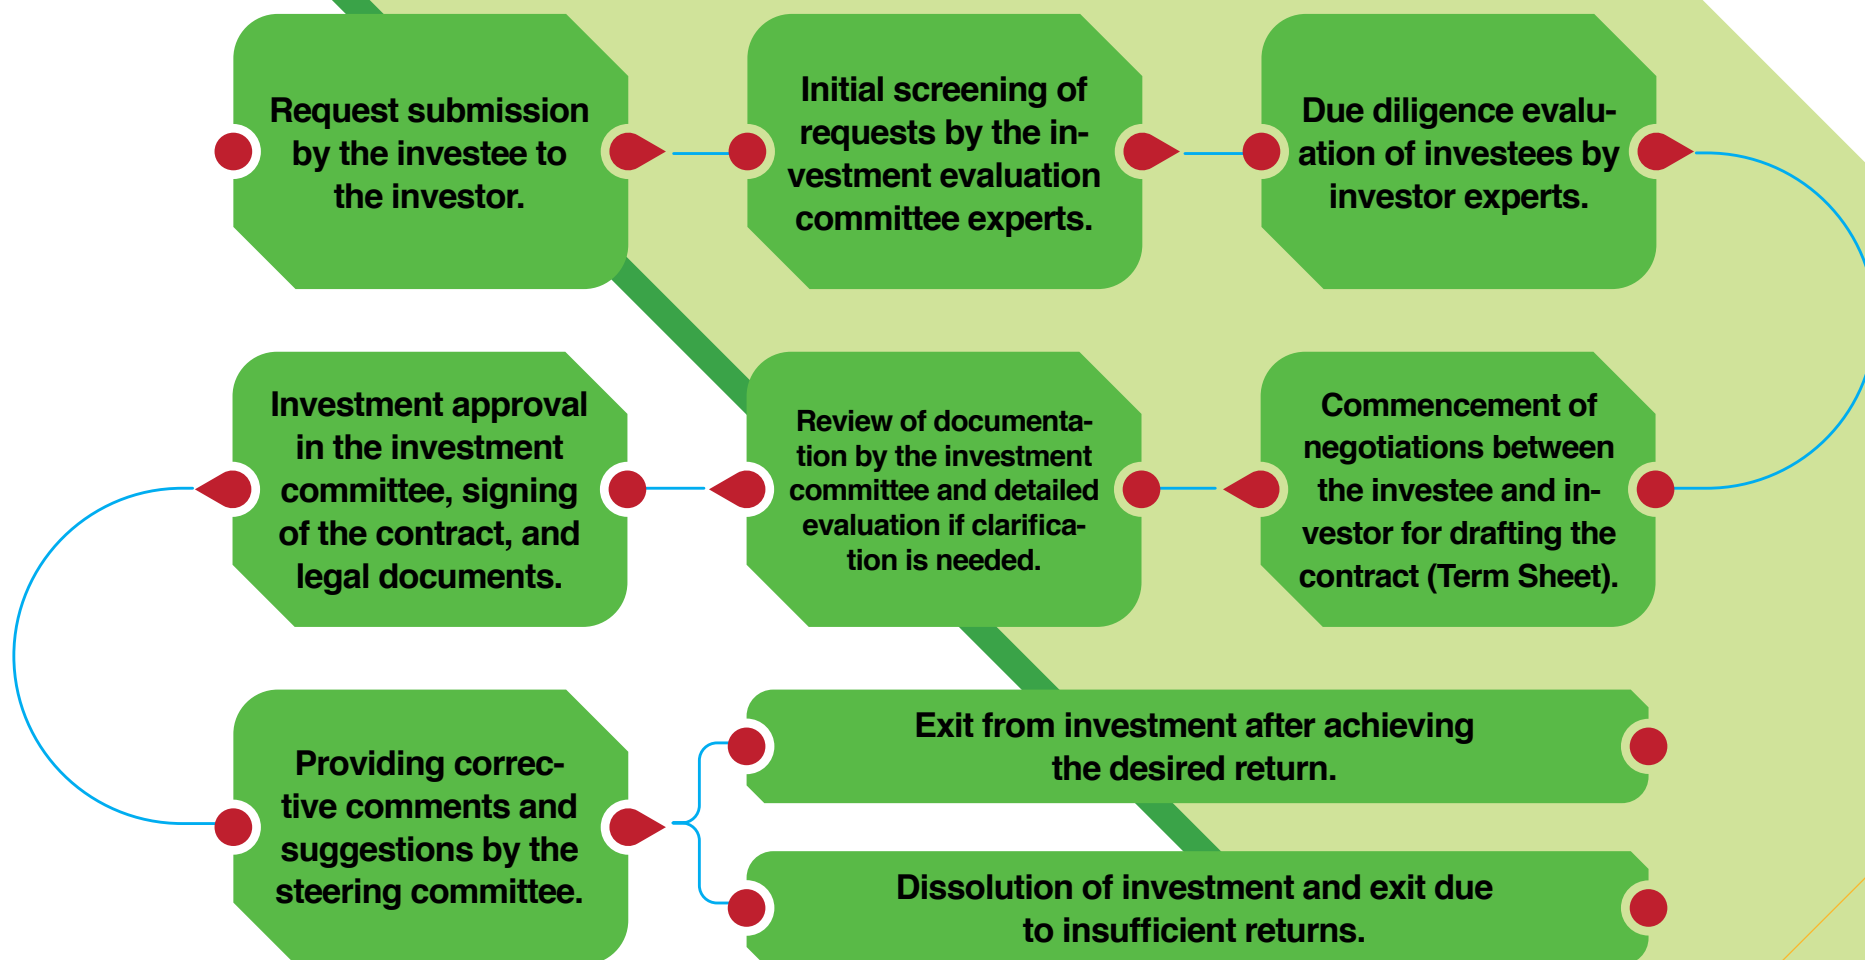 Request submission
by the investee to
the investor.
Initial screening of
requests by the in-
vestment evaluation
committee experts.
Due diligence evalu-
ation of investees by
investor experts.
Commencement of
negotiations between
the investee and in-
vestor for drafting the
contract (Term Sheet).
Review of documenta-
tion by the investment
committee and detailed
evaluation if clarifica-
tion is needed.
Investment approval
in the investment
committee, signing
of the contract, and
legal documents.
Providing correc-
tive comments and
suggestions by the
steering committee.
Exit from investment after achieving
the desired return.
Dissolution of investment and exit due
to insufficient returns.